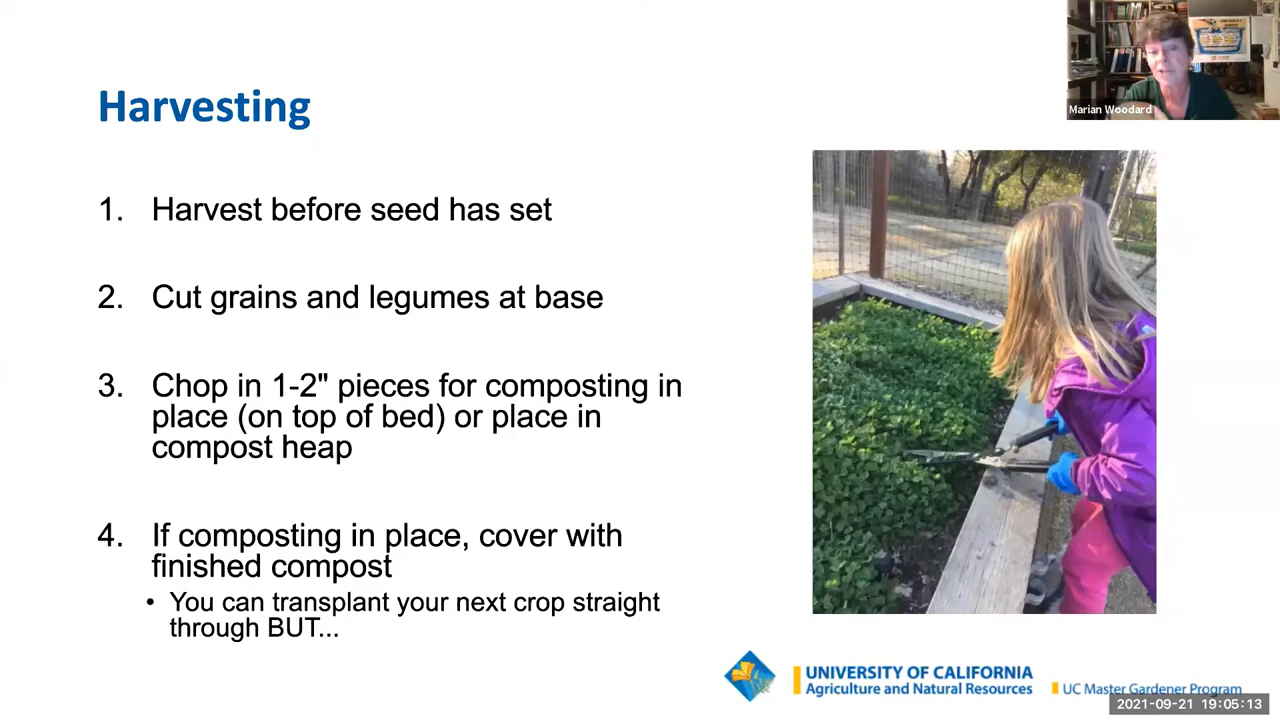 Marian Woodard
Harvesting
1. Harvest before seed has set
2. Cut grains and legumes at base
3. Chop in 1-2" pieces for composting in
place (on top of bed) or place in
compost heap
4. If composting in place, cover with
finished compost
• You can transplant your next crop straight
through BUT...
UNIVERSITY OF CALIFORNIA
Agriculture and Natural Resources
UC Master Gardener Program
2021-09-21 19:05:13